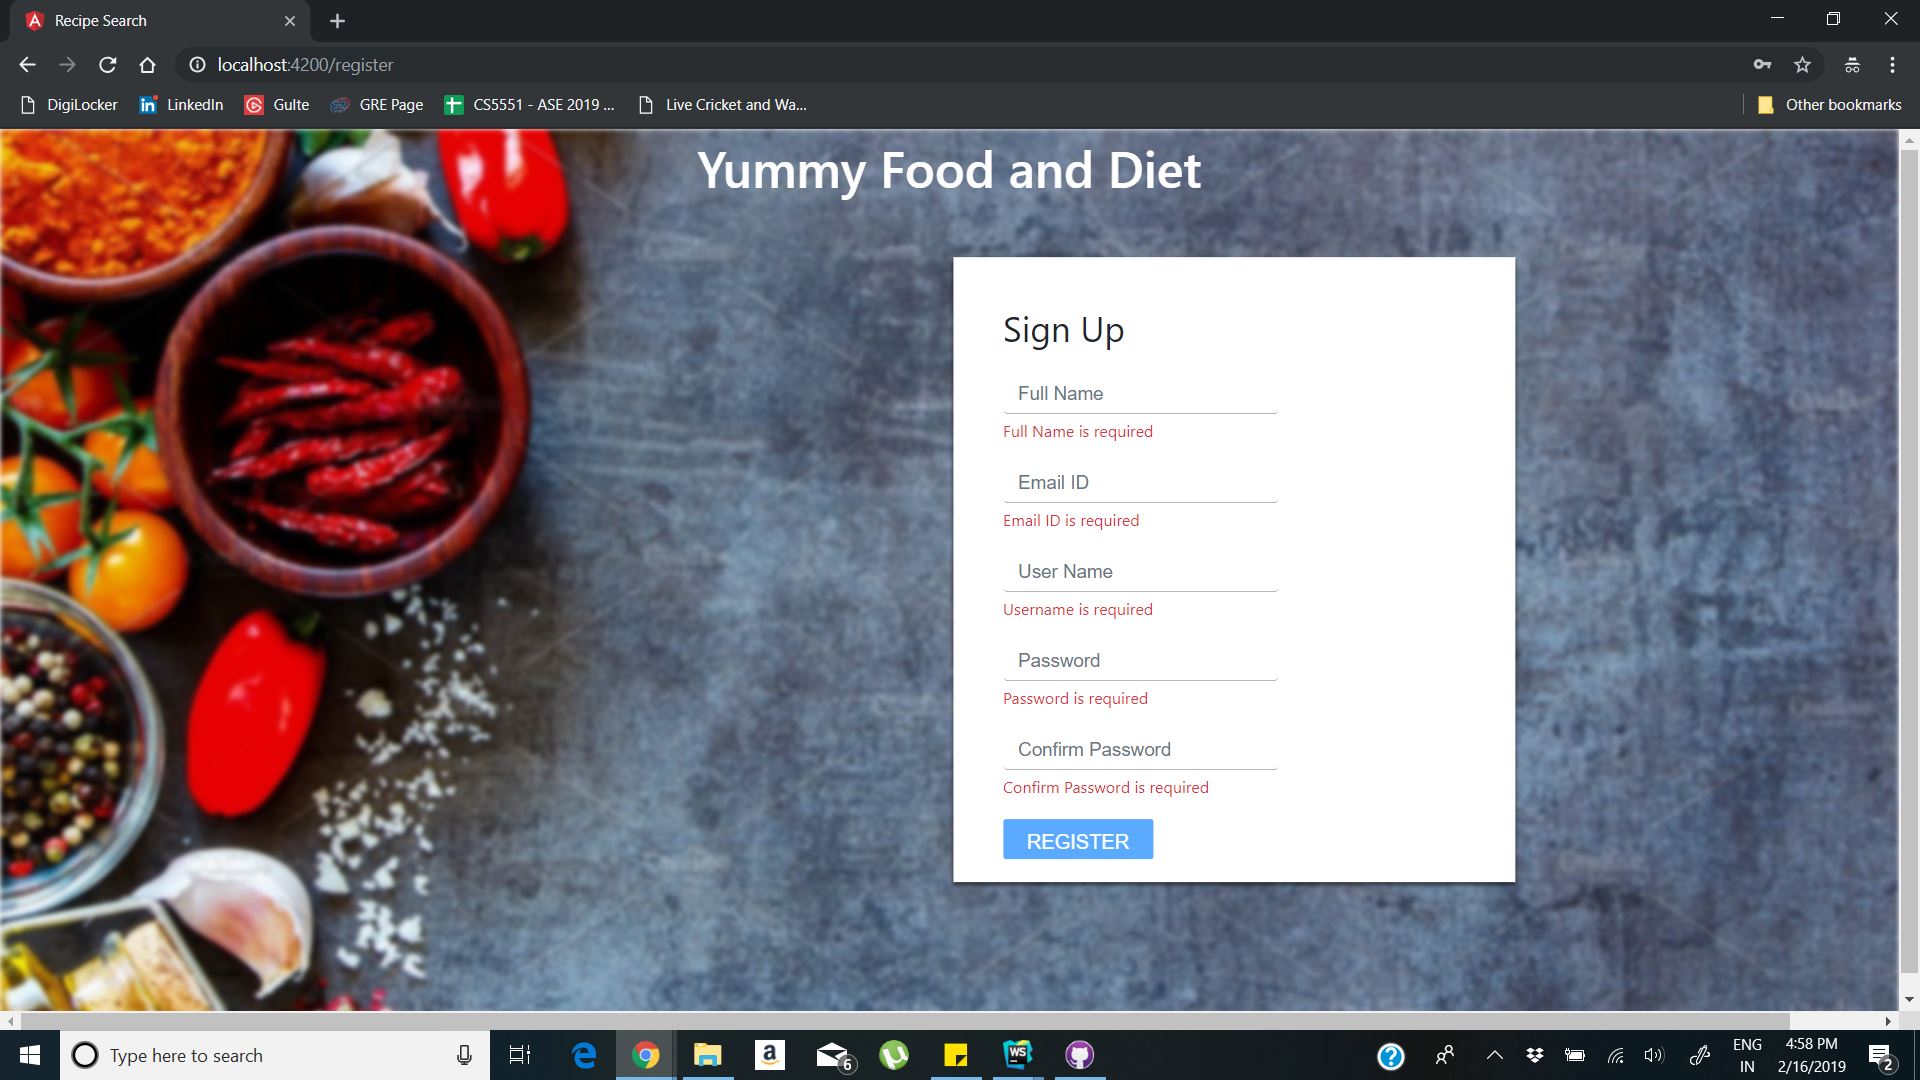 Recipe Search
localhost:4200/register
DigiLocker LinkedIn Gulte GRE Page CS5551 - ASE 2019 ... Live Cricket and Wa... Other bookmarks
Yummy Food and Diet
Sign Up
Full Name
Full Name is required
Email ID
Email ID is required
User Name
Username is required
Password
Password is required
Confirm Password
Confirm Password is required
REGISTER
Type here to search
6
WS
ENG
IN
4:58 PM
2/16/2019
2